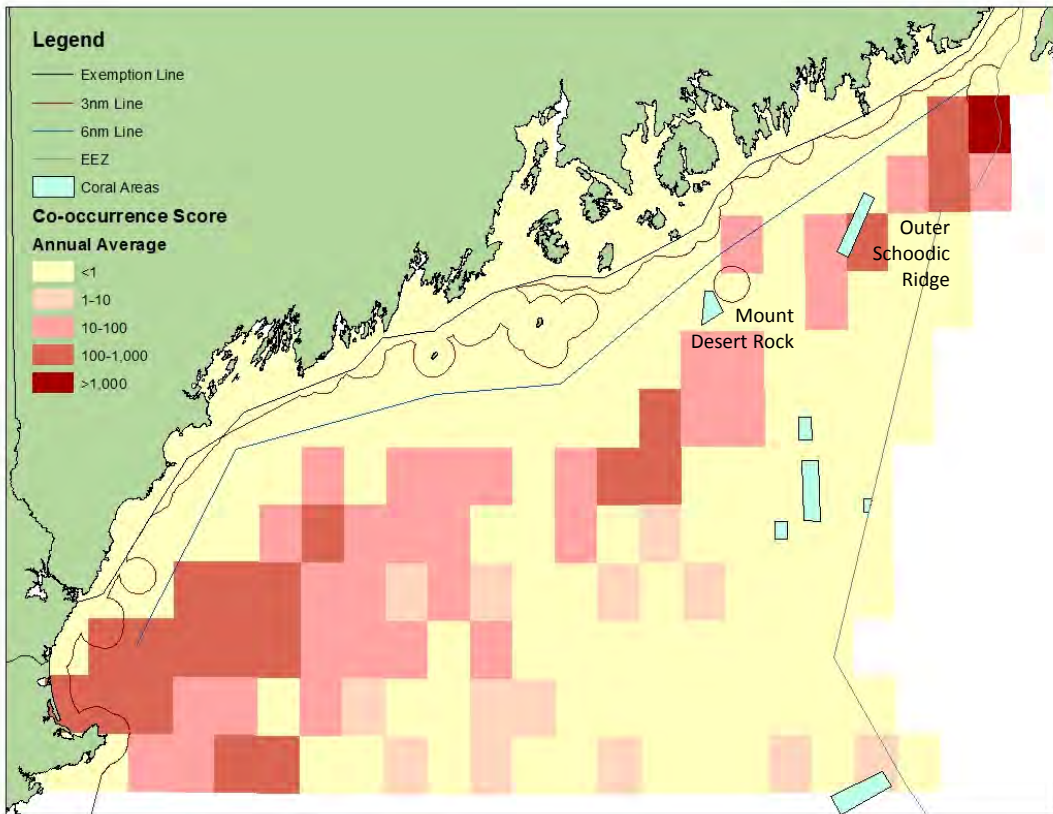 Legend
Exemption Line
3nm Line
6nm Line
EEZ
Coral Areas
Co-occurrence Score
Annual Average
<1
1-10
10-100
100-1,000
>1,000
Outer
Schoodic
Ridge
Mount
Desert Rock